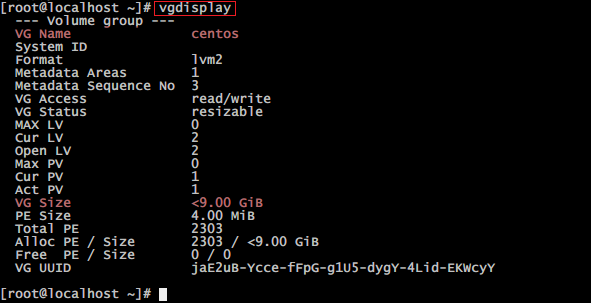 [root@localhost ~]# vgdisplay
--- Volume group ---
VG Name centos
System ID
Format lvm2
Metadata Areas 1
Metadata Sequence No 3
VG Access read/write
VG Status resizable
MAX LV 0
Cur LV 2
Open LV 2
Max PV 0
Cur PV 1
Act PV 1
VG Size <9.00 GiB
PE Size 4.00 MiB
Total PE 2303
Alloc PE / Size 2303 / <9.00 GiB
Free PE / Size 0 / 0
VG UUID jaE2uB-Ycce-fFpG-g1U5-dygY-4Lid-EKWcyY
[root@localhost ~]#